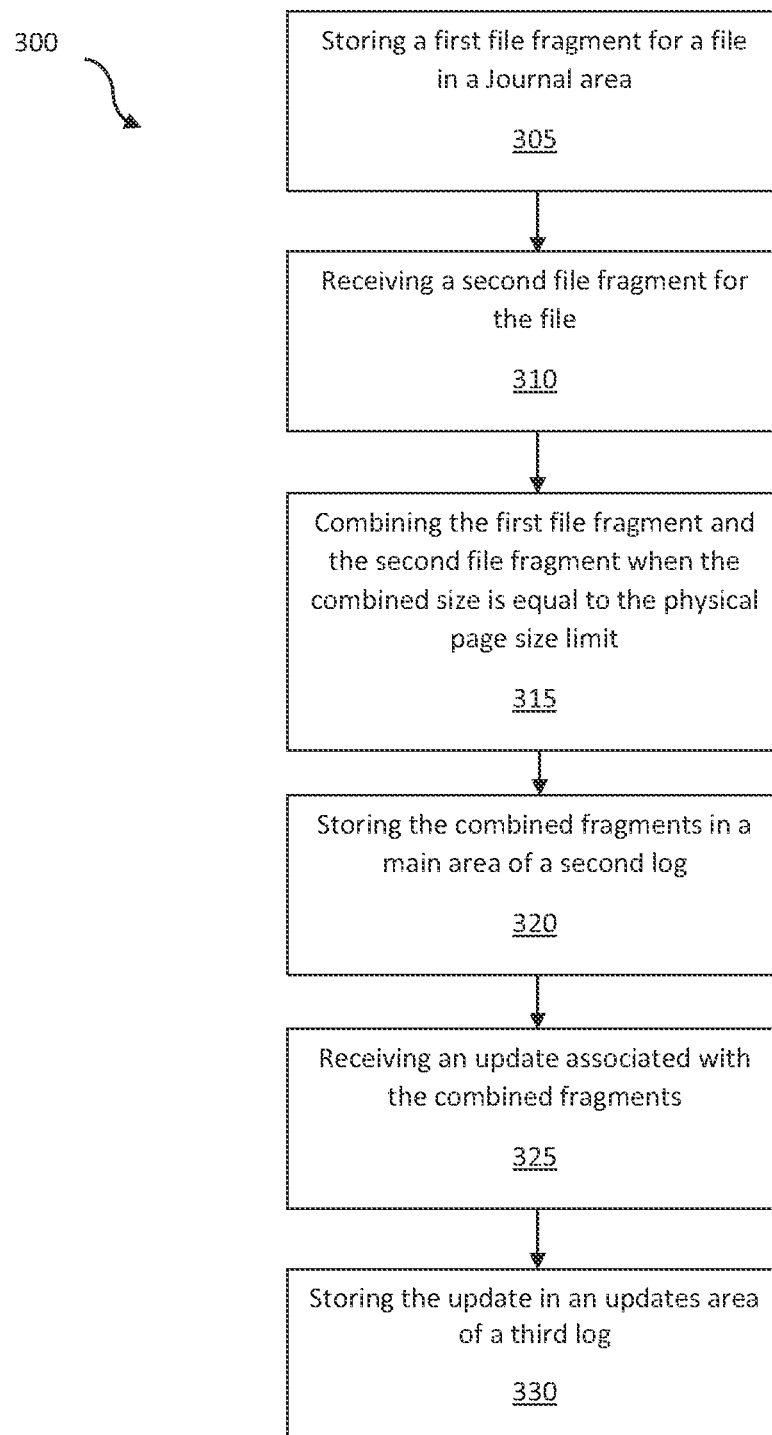 300
Storing a first file fragment for a file
in a Journal area
305
Receiving a second file fragment for
the file
310
Combining the first file fragment and
the second file fragment when the
combined size is equal to the physical
page size limit
315
Storing the combined fragments in a
main area of a second log
320
Receiving an update associated with
the combined fragments
325
Storing the update in an updates area
of a third log
330